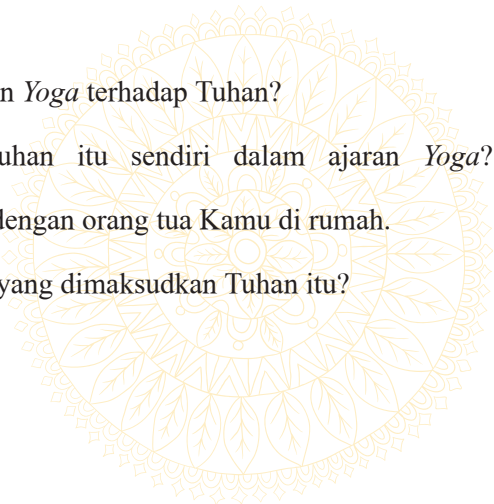 n Yoga terhadap Tuhan?
uhan itu sendiri dalam ajaran Yoga?
dengan orang tua Kamu di rumah.
yang dimaksudkan Tuhan itu?